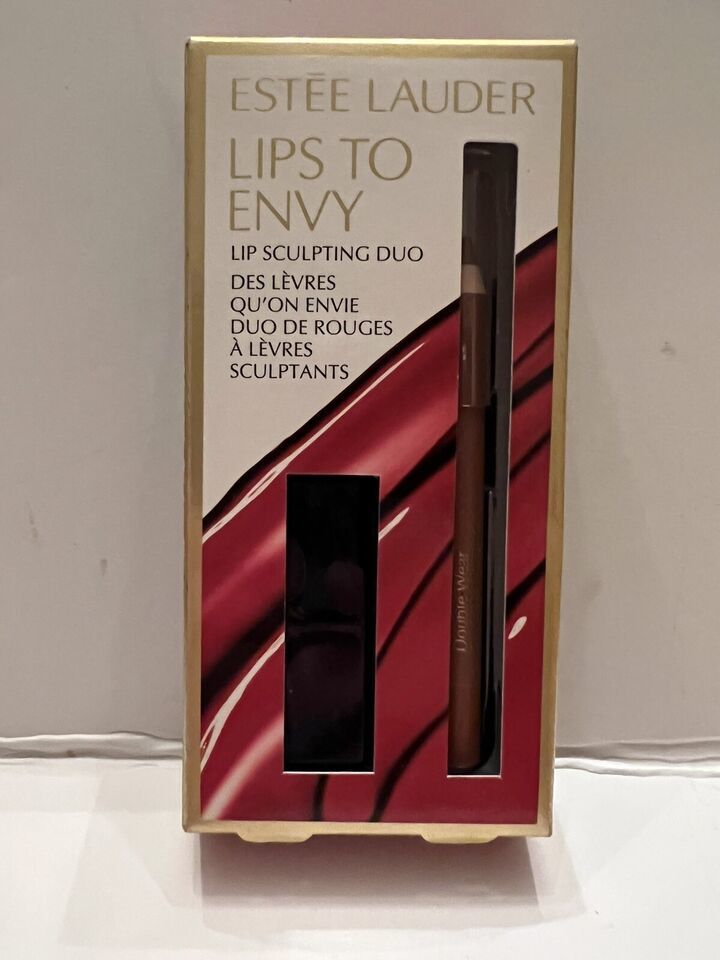 ESTĒE LAUDER
LIPS TO
ENVY
LIP SCULPTING DUO
DES LÈVRES
QU'ON ENVIE
DUO DE ROUGES
À LÈVRES
SCULPTANTS
Double Wear